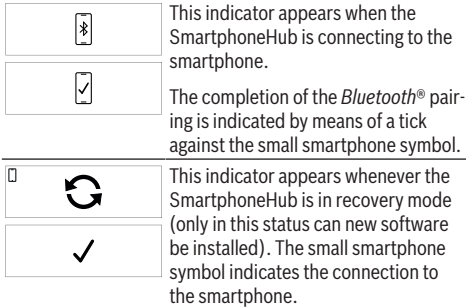 This indicator appears when the
SmartphoneHub is connecting to the
smartphone.
The completion of the Bluetooth® pair-
ing is indicated by means of a tick
against the small smartphone symbol.
This indicator appears whenever the
SmartphoneHub is in recovery mode
(only in this status can new software
be installed). The small smartphone
symbol indicates the connection to
the smartphone.